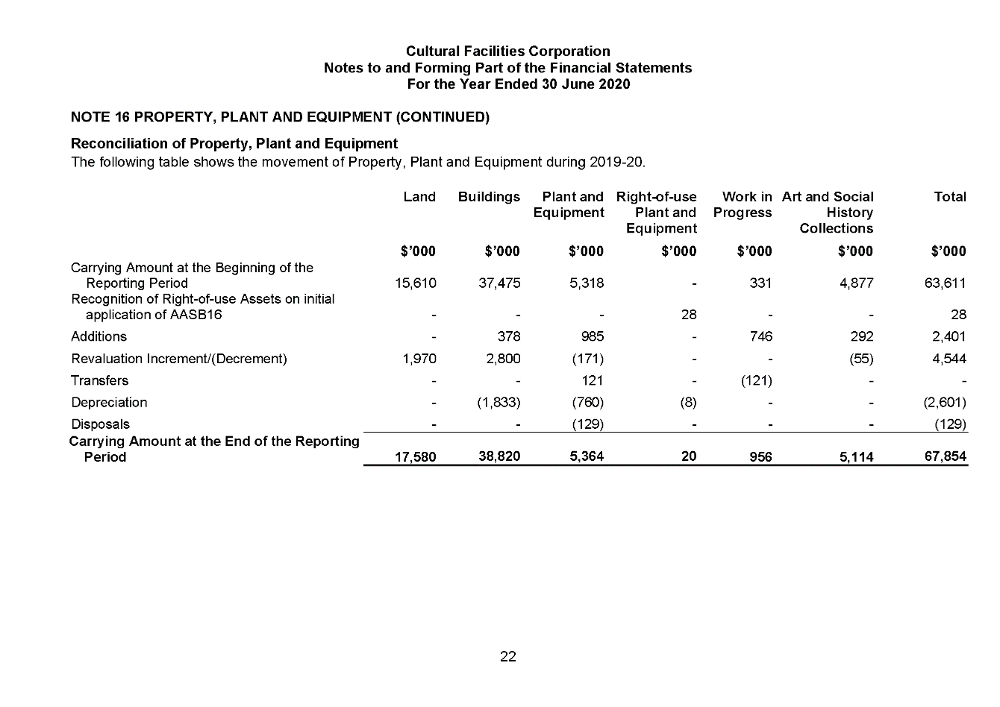 Cultural Facilities Corporation
Notes to and Forming Part of the Financial Statements
For the Year Ended 30 June 2020
NOTE 16 PROPERTY, PLANT AND EQUIPMENT (CONTINUED)
Reconciliation of Property, Plant and Equipment
The following table shows the movement of Property, Plant and Equipment during 2019-20.
Land Buildings Plant and Right-of-use Work in Art and Social Total
Equipment Plant and Progress History
Equipment Collections
$’000 $’000 $’000 $’000 $’000 $’000 $’000
Carrying Amount at the Beginning of the
Reporting Period 15,610 37,475 5,318 - 331 4,877 63,611
Recognition of Right-of-use Assets on initial
application of AASB16 - - - 28 - - 28
Additions - 378 985 - 746 292 2,401
Revaluation Increment/(Decrement) 1,970 2,800 (171) - - (55) 4,544
Transfers - - 121 - (121) - -
Depreciation - (1,833) (760) (8) - - (2,601)
Disposals - - (129) - - - (129)
Carrying Amount at the End of the Reporting
Period 17,580 38,820 5,364 20 956 5,114 67,854
22